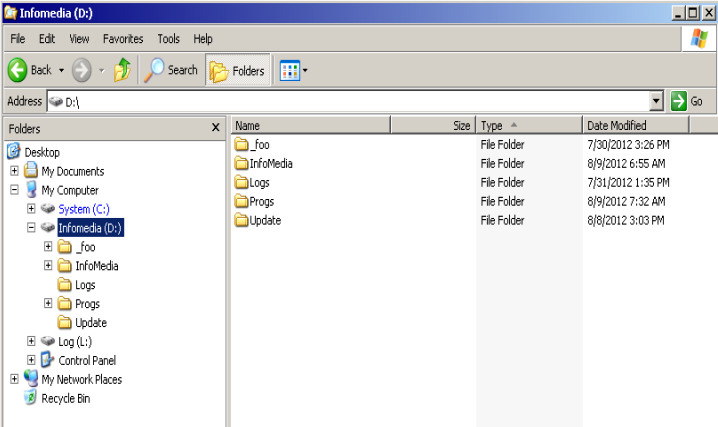 Infomedia (D:)
File Edit View Favorites Tools Help
Back Search Folders
Address D:\ Go
Folders X
Desktop
My Documents
My Computer
System (C:)
Infomedia (D:)
_foo
InfoMedia
Logs
Progs
Update
Log (L:)
Control Panel
My Network Places
Recycle Bin
Name Size Type Date Modified
_foo File Folder 7/30/2012 3:26 PM
InfoMedia File Folder 8/9/2012 6:55 AM
Logs File Folder 7/31/2012 1:35 PM
Progs File Folder 8/9/2012 7:32 AM
Update File Folder 8/8/2012 3:03 PM